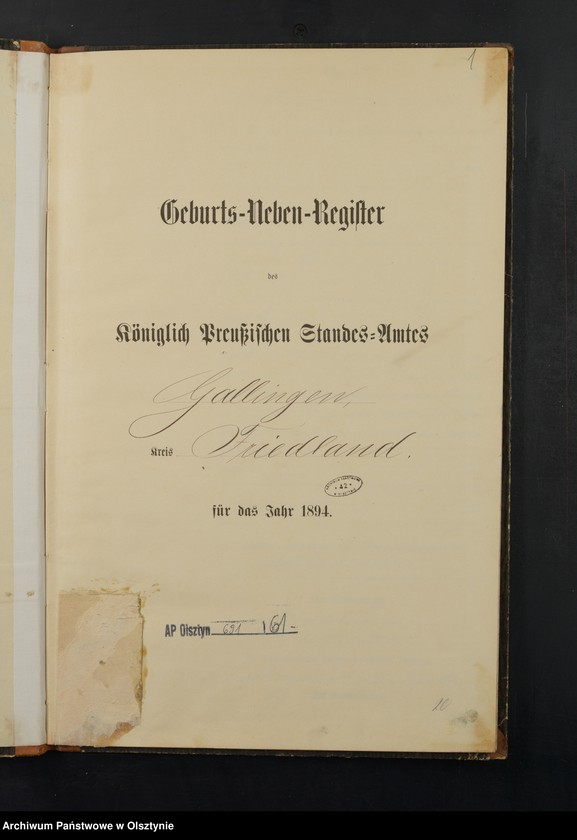 1
Geburts-Neben-Register
des
Königlich Preußischen Standes-Amtes
Gallingen,
Kreis Friedland.
42
für das Jahr 1894.
AP Olsztyn 691 161-
10
Archiwum Państwowe w Olsztynie